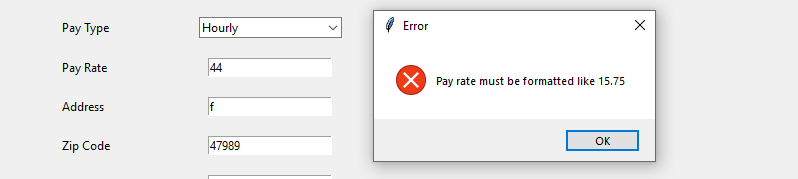 Pay Type
Hourly
Pay Rate
44
Address
f
Zip Code
47989
Error
Pay rate must be formatted like 15.75
OK